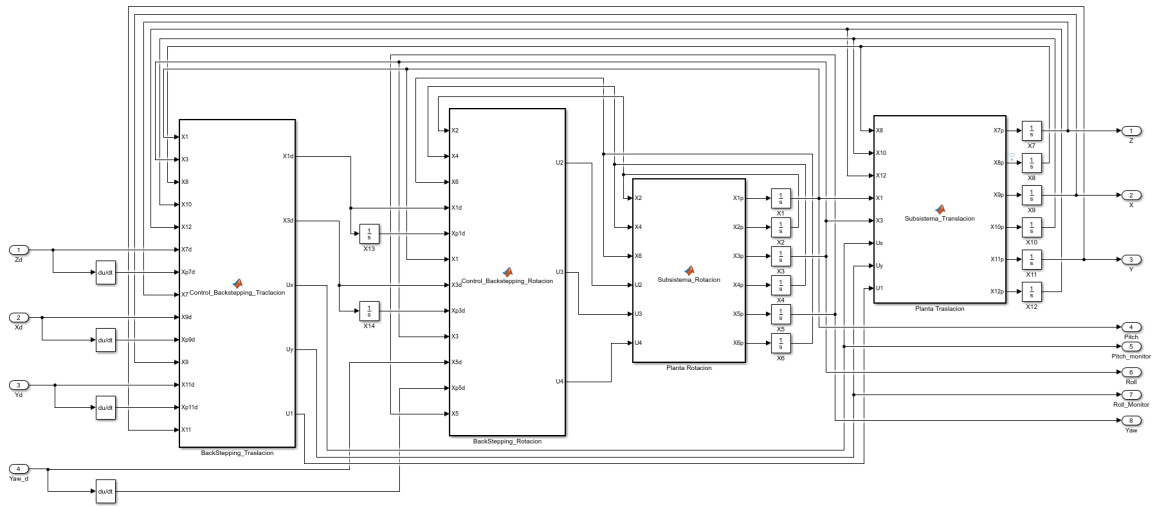 X1
X3
X8
X10
X12
X7d
Xp7d
X7
X9d
Xp9d
X9
X11d
Xp11d
X11
Control_Backstepping_Traclacion
X1d
X3d
Ux
Uy
U1
BackStepping_Traslacion
1
Zd
2
Xd
3
Yd
4
Yaw_d
du/dt
du/dt
du/dt
du/dt
1
s
X13
1
s
X14
X2
X4
X6
X1d
Xp1d
X1
X3d
Xp3d
X3
X5d
Xp5d
X5
Control_Backstepping_Rotacion
U2
U3
U4
BackStepping_Rotacion
X2
X4
X6
U2
U3
U4
Subsistema_Rotacion
X1p
X2p
X3p
X4p
X5p
X6p
Planta Rotacion
1
s
X1
1
s
X2
1
s
X3
1
s
X4
1
s
X5
1
s
X6
X8
X10
X12
X1
X3
Ux
Uy
U1
Subsistema_Translacion
X7p
X8p
X9p
X10p
X11p
X12p
Planta Traslacion
1
s
X7
1
s
X8
1
s
X9
1
s
X10
1
s
X11
1
s
X12
1
Z
2
X
3
Y
4
Pitch
5
Pitch_monitor
6
Roll
7
Roll_Monitor
8
Yaw